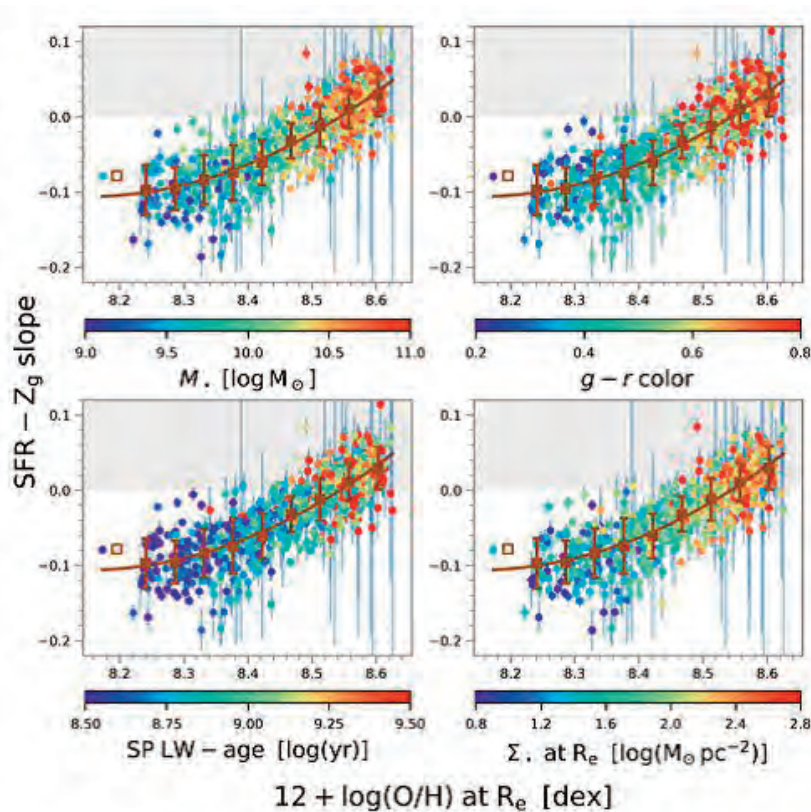 0.1
0.0
−0.1
−0.2
8.2 8.3 8.4 8.5 8.6
9.0 9.5 10.0 10.5 11.0
M⋆ [log M⊙]
0.1
0.0
−0.1
−0.2
8.2 8.3 8.4 8.5 8.6
0.2 0.4 0.6 0.8
g − r color
SFR − Zg slope
0.1
0.0
−0.1
−0.2
8.2 8.3 8.4 8.5 8.6
8.50 8.75 9.00 9.25 9.50
SP LW − age [log(yr)]
0.1
0.0
−0.1
−0.2
8.2 8.3 8.4 8.5 8.6
0.8 1.2 1.6 2.0 2.4 2.8
Σ⋆ at Re [log(M⊙ pc−2)]
12 + log(O/H) at Re [dex]